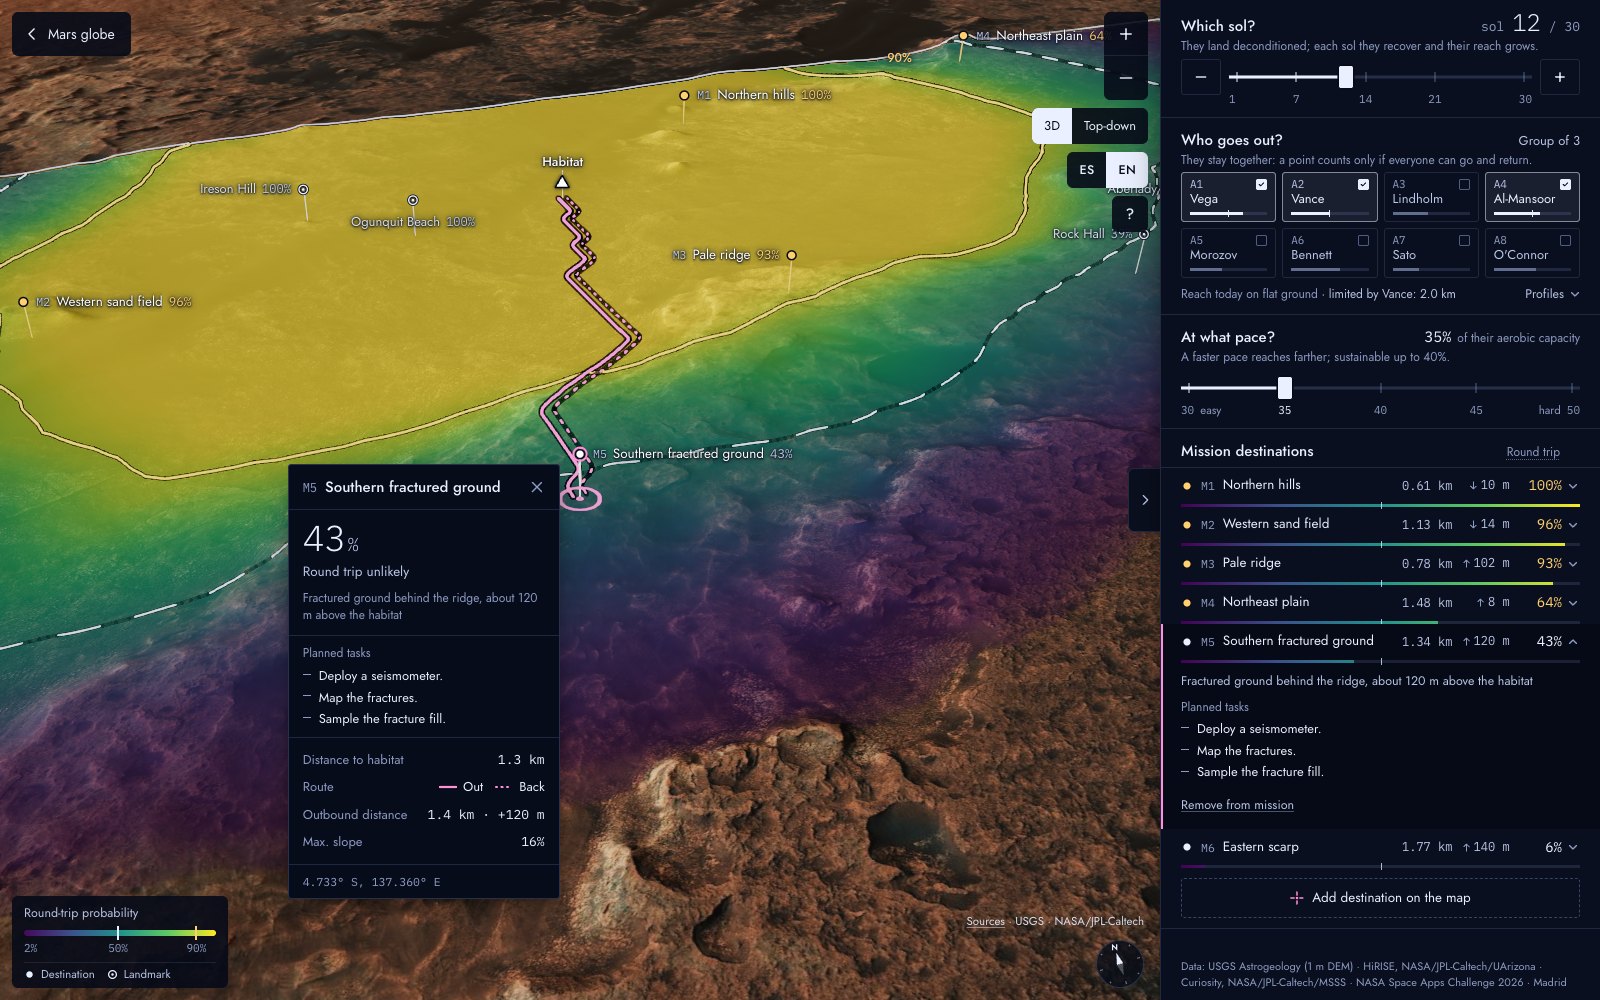 Mars globe
M4 Northeast plain 64
90%
M1 Northern hills 100%
3D
Top-down
ES
EN
?
Habitat
Ireson Hill 100%
Ogunquit Beach 100%
Aberlady
Rock Hall 39%
M3 Pale ridge 93%
M2 Western sand field 96%
M5 Southern fractured ground 43%
M5 Southern fractured ground
43%
Round trip unlikely
Fractured ground behind the ridge, about 120
m above the habitat
Planned tasks
— Deploy a seismometer.
— Map the fractures.
— Sample the fracture fill.
Distance to habitat 1.3 km
Route Out Back
Outbound distance 1.4 km · +120 m
Max. slope 16%
4.733° S, 137.360° E
Round-trip probability
2% 50% 90%
Destination Landmark
Sources · USGS · NASA/JPL-Caltech
N
Which sol? sol 12 / 30
They land deconditioned; each sol they recover and their reach grows.
− +
1 7 14 21 30
Who goes out? Group of 3
They stay together: a point counts only if everyone can go and return.
A1 A2 A3 A4
Vega Vance Lindholm Al-Mansoor
A5 A6 A7 A8
Morozov Bennett Sato O'Connor
Reach today on flat ground · limited by Vance: 2.0 km Profiles
At what pace? 35% of their aerobic capacity
A faster pace reaches farther; sustainable up to 40%.
30 easy 35 40 45 hard 50
Mission destinations Round trip
M1 Northern hills 0.61 km ↓10 m 100%
M2 Western sand field 1.13 km ↓14 m 96%
M3 Pale ridge 0.78 km ↑102 m 93%
M4 Northeast plain 1.48 km ↑8 m 64%
M5 Southern fractured ground 1.34 km ↑120 m 43%
Fractured ground behind the ridge, about 120 m above the habitat
Planned tasks
— Deploy a seismometer.
— Map the fractures.
— Sample the fracture fill.
Remove from mission
M6 Eastern scarp 1.77 km ↑140 m 6%
Add destination on the map
Data: USGS Astrogeology (1 m DEM) · HiRISE, NASA/JPL-Caltech/UArizona ·
Curiosity, NASA/JPL-Caltech/MSSS · NASA Space Apps Challenge 2026 · Madrid